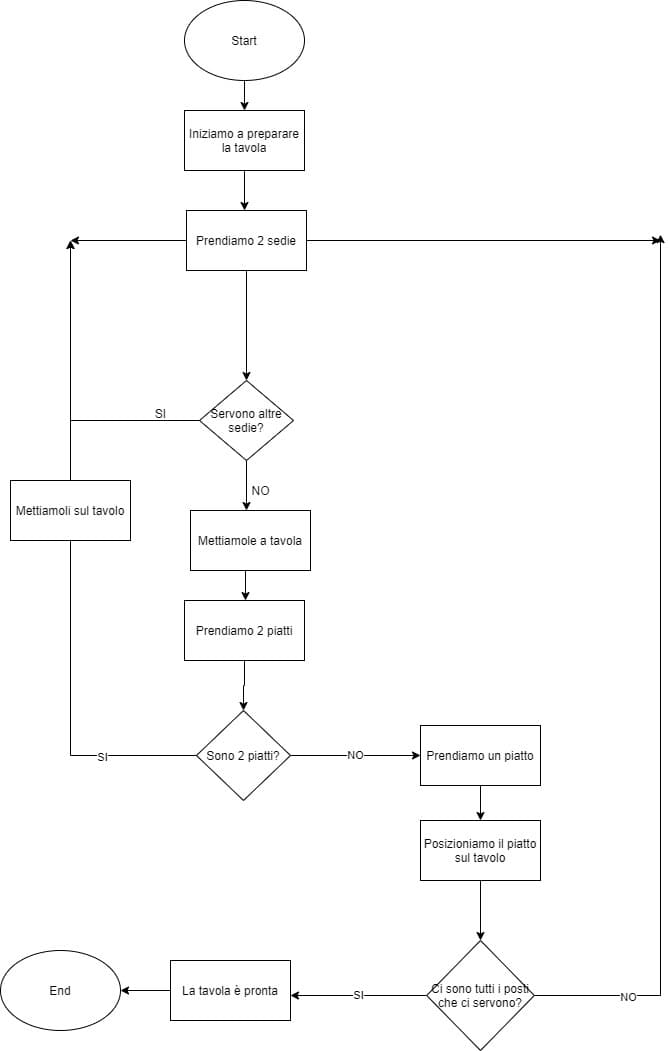 Start
Iniziamo a preparare
la tavola
Prendiamo 2 sedie
SI
Servono altre
sedie?
NO
Mettiamoli sul tavolo
Mettiamole a tavola
Prendiamo 2 piatti
SI
Sono 2 piatti?
NO
Prendiamo un piatto
Posizioniamo il piatto
sul tavolo
End
La tavola è pronta
SI
Ci sono tutti i posti
che ci servono?
NO